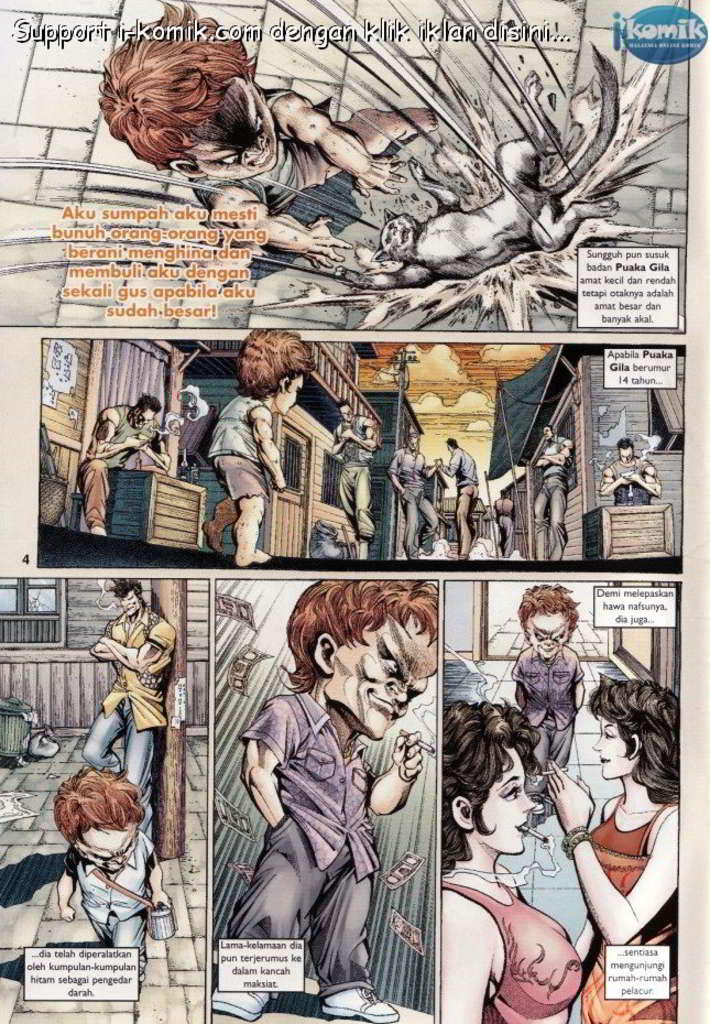 Support i-komik.com dengan klik iklan disini...
ikomik
MALAYSIA ONLINE KOMIK
Aku sumpah aku mesti
bunuh orang-orang yang
berani menghina dan
membuli aku dengan
sekali gus apabila aku
sudah besar!
Sungguh pun susuk
badan Puaka Gila
amat kecil dan rendah
tetapi otaknya adalah
amat besar dan
banyak akal.
Apabila Puaka
Gila berumur
14 tahun...
4
...dia telah diperalatkan
oleh kumpulan-kumpulan
hitam sebagai pengedar
darah.
Lama-kelamaan dia
pun terjerumus ke
dalam kancah
maksiat.
Demi melepaskan
hawa nafsunya,
dia juga...
...sentiasa
mengunjungi
rumah-rumah
pelacur.